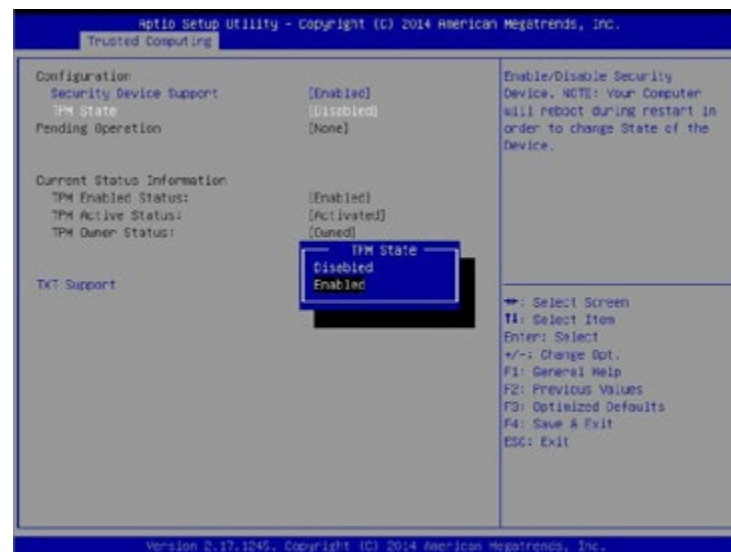 Aptio Setup Utility - Copyright (C) 2014 American Megatrends, Inc.
Trusted Computing
Configuration
Security Device Support [Enabled]
TPM State [Disabled]
Pending Operation [None]
Current Status Information
TPM Enabled Status: [Enabled]
TPM Active Status: [Activated]
TPM Owner Status: [Owned]
TXT Support
TPM State
Disabled
Enabled
Enable/Disable Security
Device. NOTE: Your Computer
will reboot during restart in
order to change State of the
Device.
↔: Select Screen
↑↓: Select Item
Enter: Select
+/-: Change Opt.
F1: General Help
F2: Previous Values
F3: Optimized Defaults
F4: Save & Exit
ESC: Exit
Version 2.17.1245. Copyright (C) 2014 American Megatrends, Inc.